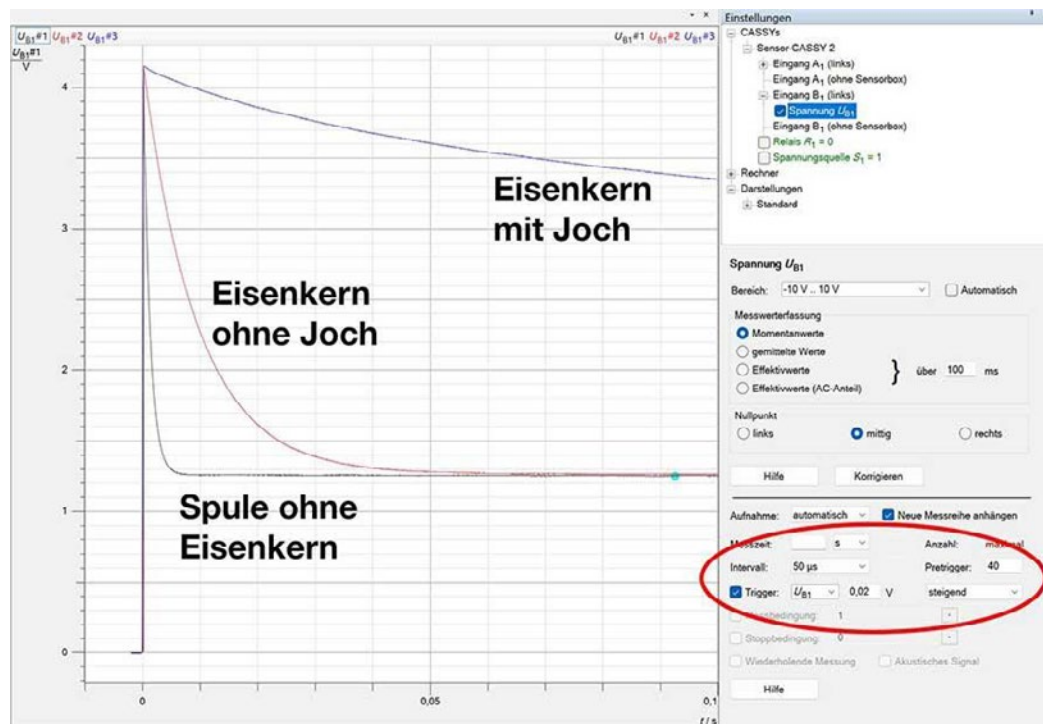 U_B1#1 U_B1#2 U_B1#3
U_B1#1 U_B1#2 U_B1#3
U_B1#1
V
4
3
2
1
0
Eisenkern
mit Joch
Eisenkern
ohne Joch
Spule ohne
Eisenkern
0
0,05
0,1
t / s
Einstellungen
CASSYs
Sensor-CASSY 2
Eingang A₁ (links)
Eingang A₁ (ohne Sensorbox)
Eingang B₁ (links)
Spannung U_B1
Eingang B₁ (ohne Sensorbox)
Relais R₁ = 0
Spannungsquelle S₁ = 1
Rechner
Darstellungen
Standard
Spannung U_B1
Bereich: -10 V .. 10 V Automatisch
Messwerterfassung
Momentanwerte
gemittelte Werte
Effektivwerte } über 100 ms
Effektivwerte (AC-Anteil)
Nullpunkt
links mittig rechts
Hilfe Korrigieren
Aufnahme: automatisch Neue Messreihe anhängen
Messzeit: s Anzahl: maximal
Intervall: 50 µs Pretrigger: 40
Trigger: U_B1 0,02 V steigend
1
Stoppbedingung: 0
Wiederholende Messung Akustisches Signal
Hilfe